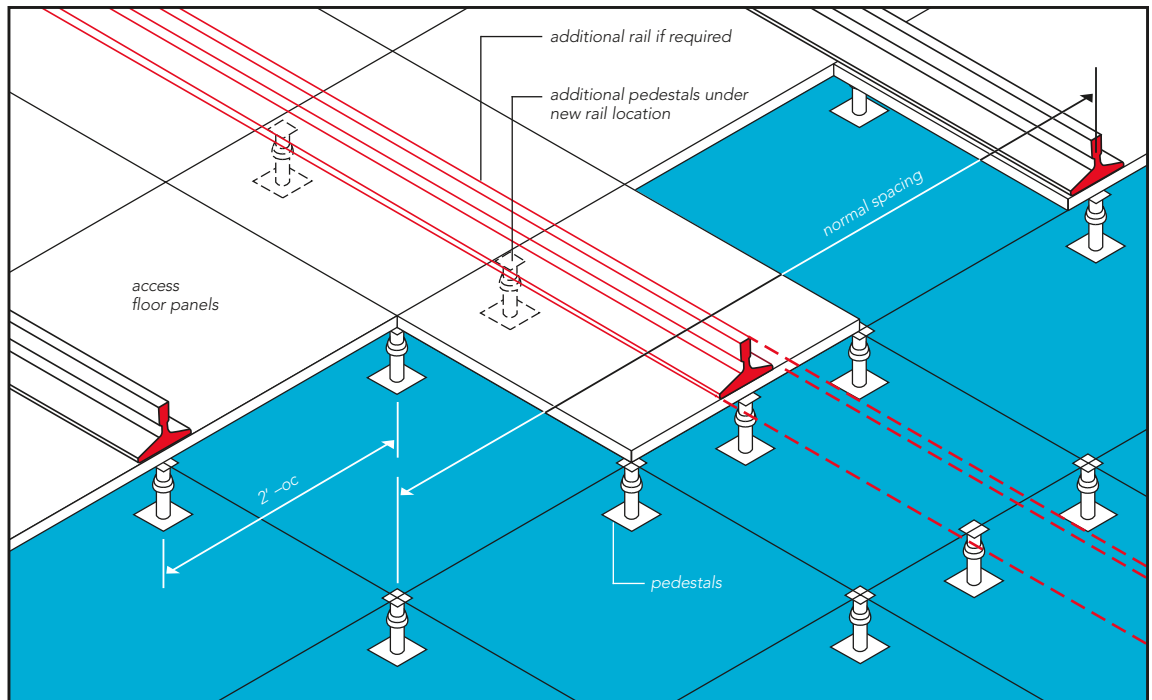 additional rail if required
additional pedestals under
new rail location
normal spacing
access
floor panels
2' –oc
pedestals